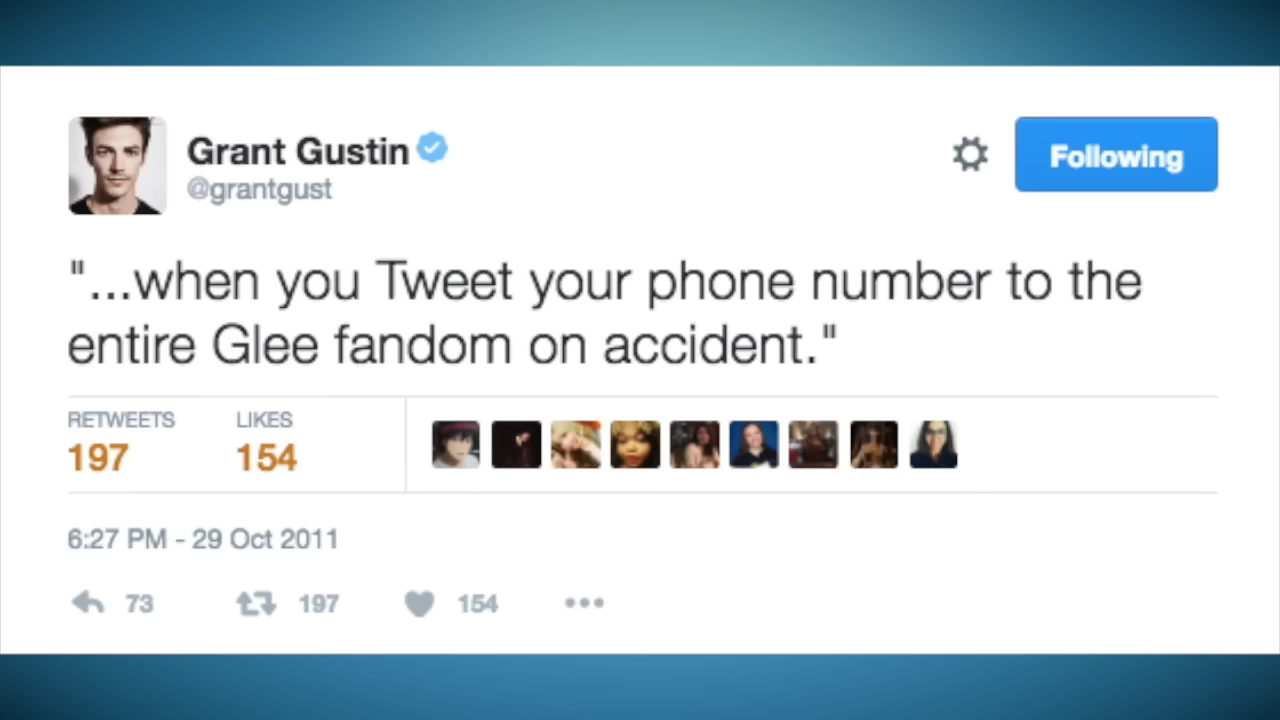 Grant Gustin
@grantgust
Following
"...when you Tweet your phone number to the
entire Glee fandom on accident."
RETWEETS LIKES
197 154
6:27 PM - 29 Oct 2011
73 197 154